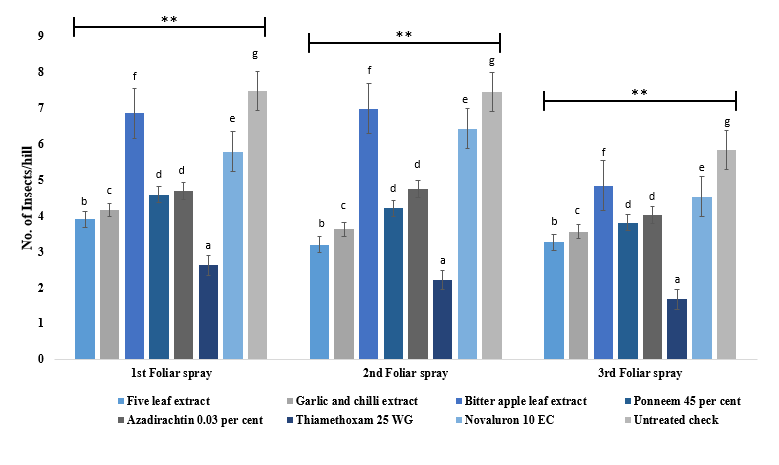 **
**
**
No. of Insects/hill
9
8
7
6
5
4
3
2
1
0
b
c
f
d
d
a
e
g
b
c
f
d
d
a
e
g
b
c
f
d
d
a
e
g
1st Foliar spray
2nd Foliar spray
3rd Foliar spray
Five leaf extract
Garlic and chilli extract
Bitter apple leaf extract
Ponneem 45 per cent
Azadirachtin 0.03 per cent
Thiamethoxam 25 WG
Novaluron 10 EC
Untreated check